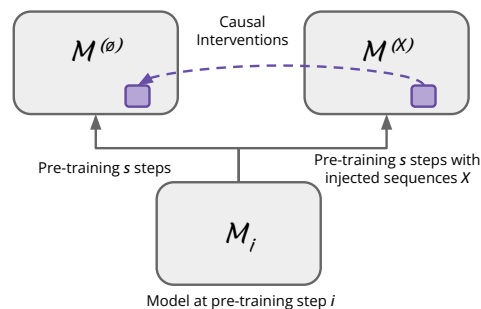 Causal
Interventions
M^(ø)
M^(X)
Pre-training s steps
Pre-training s steps with
injected sequences X
M_i
Model at pre-training step i